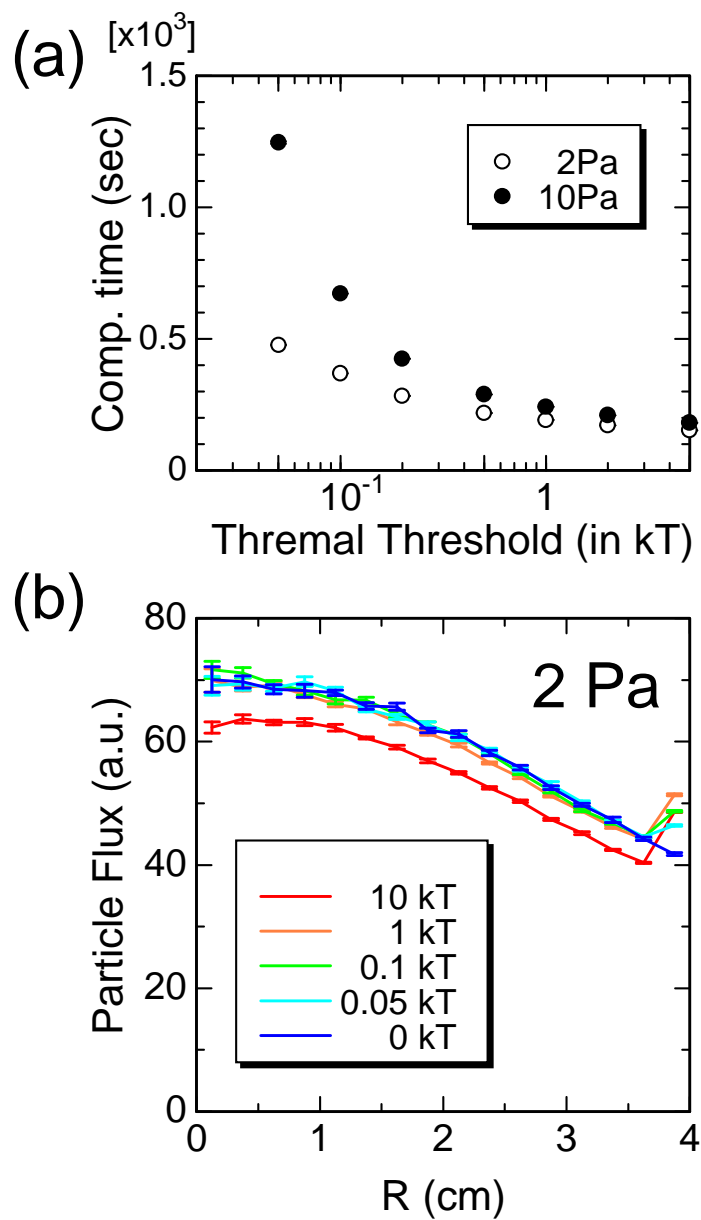 (a)
[x10³]
1.5
1.0
0.5
0
Comp. time (sec)
2Pa
10Pa
10⁻¹
1
Thremal Threshold (in kT)
(b)
80
60
40
20
0
Particle Flux (a.u.)
2 Pa
10 kT
1 kT
0.1 kT
0.05 kT
0 kT
0
1
2
3
4
R (cm)